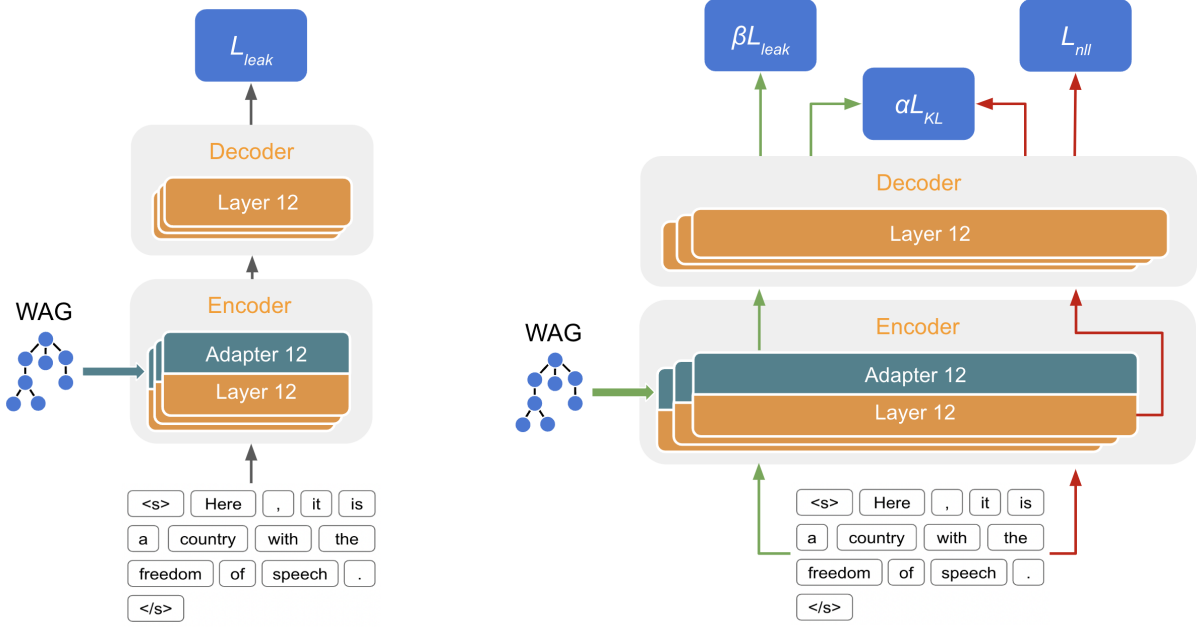 L_leak
Decoder
Layer 12
WAG
Encoder
Adapter 12
Layer 12
<s> Here , it is
a country with the
freedom of speech .
</s>
βL_leak
αL_KL
L_nll
Decoder
Layer 12
WAG
Encoder
Adapter 12
Layer 12
<s> Here , it is
a country with the
freedom of speech .
</s>